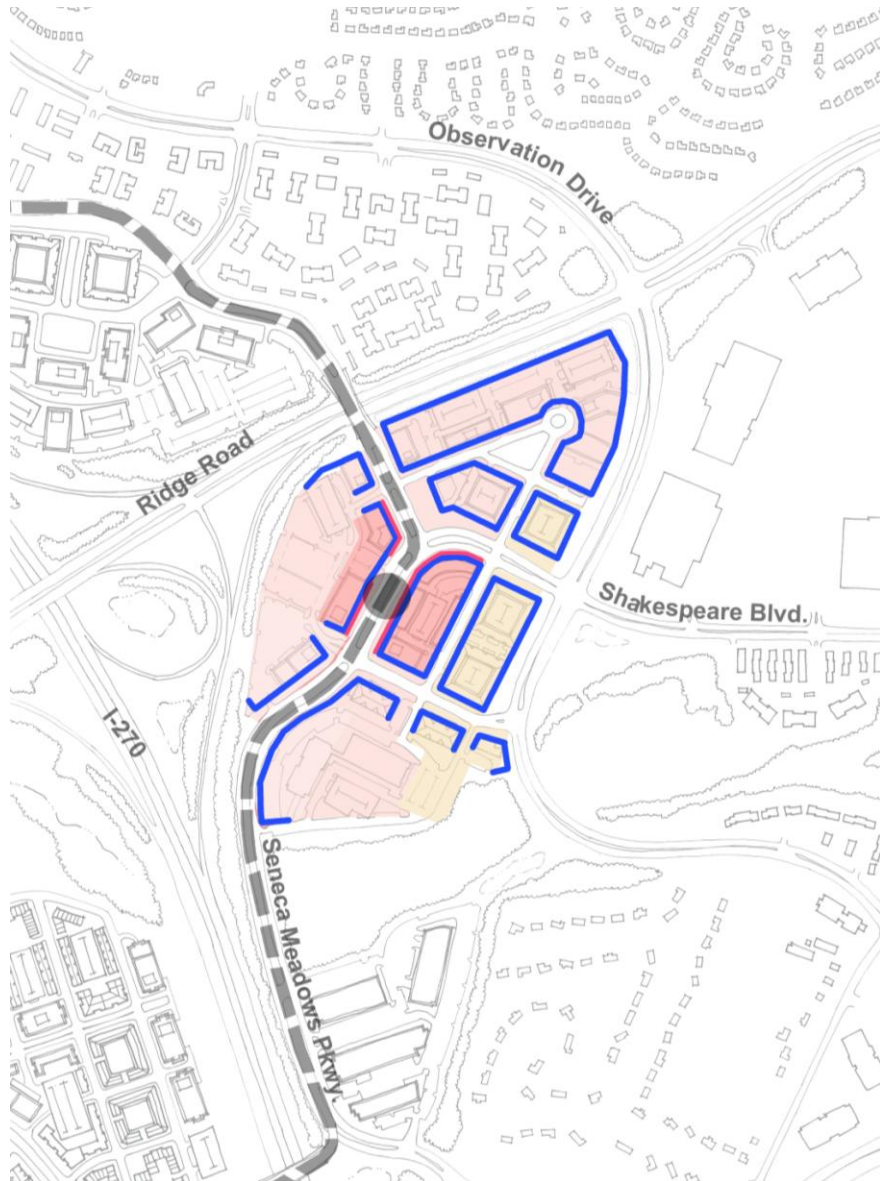 Observation Drive
Ridge Road
Shakespeare Blvd.
I-270
Seneca Meadows Pkwy.